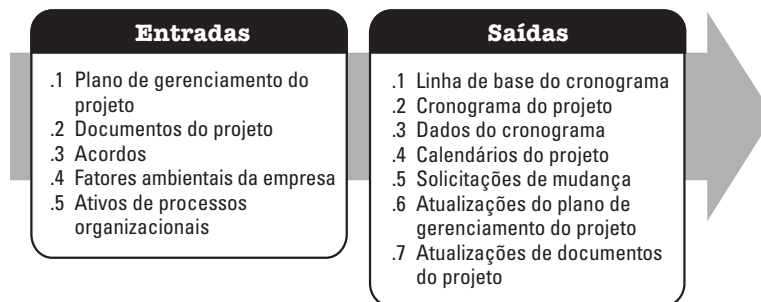 Entradas
.1 Plano de gerenciamento do
projeto
.2 Documentos do projeto
.3 Acordos
.4 Fatores ambientais da empresa
.5 Ativos de processos
organizacionais
Saídas
.1 Linha de base do cronograma
.2 Cronograma do projeto
.3 Dados do cronograma
.4 Calendários do projeto
.5 Solicitações de mudança
.6 Atualizações do plano de
gerenciamento do projeto
.7 Atualizações de documentos
do projeto